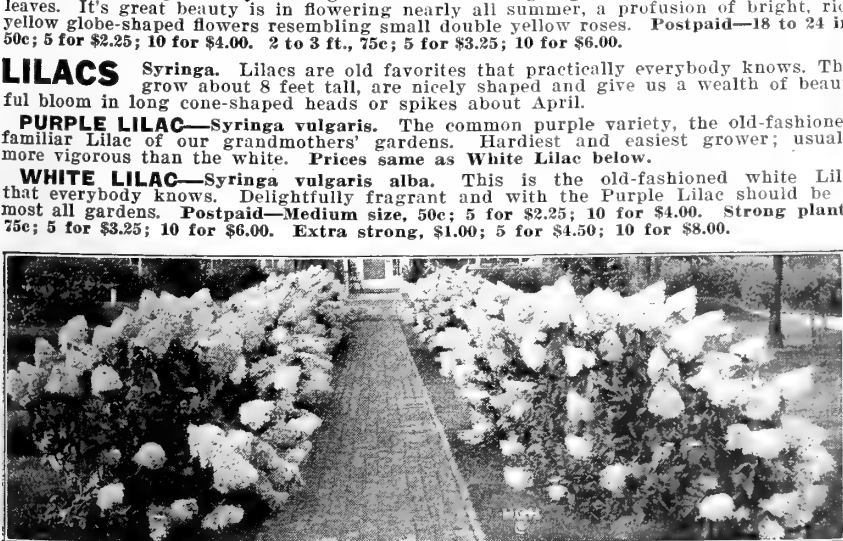 leaves. It's great beauty is in flowering nearly all summer, a profusion of bright,
yellow globe-shaped flowers resembling small double yellow roses. Postpaid—18 to 24
50c; 5 for $2.25; 10 for $4.00. 2 to 3 ft., 75c; 5 for $3.25; 10 for $6.00.
LILACS Syringa. Lilacs are old favorites that practically everybody knows. Th
grow about 8 feet tall, are nicely shaped and give us a wealth of beau
ful bloom in long cone-shaped heads or spikes about April.
PURPLE LILAC—Syringa vulgaris. The common purple variety, the old-fashione
familiar Lilac of our grandmothers' gardens. Hardiest and easiest grower; usual
more vigorous than the white. Prices same as White Lilac below.
WHITE LILAC—Syringa vulgaris alba. This is the old-fashioned white Lil
that everybody knows. Delightfully fragrant and with the Purple Lilac should be
most all gardens. Postpaid—Medium size, 50c; 5 for $2.25; 10 for $4.00. Strong plant
75c; 5 for $3.25; 10 for $6.00. Extra strong, $1.00; 5 for $4.50; 10 for $8.00.